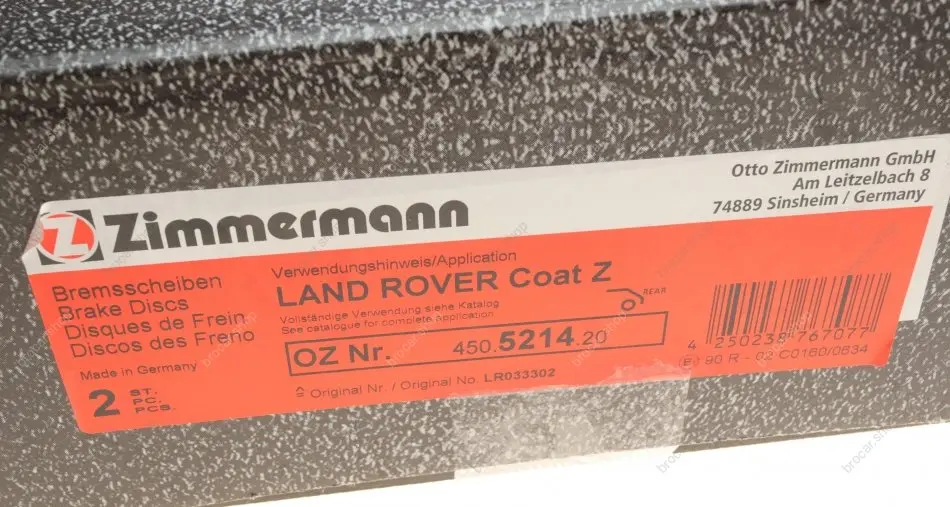 Otto Zimmermann GmbH
Am Leitzelbach 8
74889 Sinsheim / Germany
Z Zimmermann
Bremsscheiben
Brake Discs
Disques de Frein
Discos des Freno
Made in Germany
2 ST.
PC.
PCS.
Verwendungshinweis/Application
LAND ROVER Coat Z
Vollständige Verwendung siehe Katalog
See catalogue for complete Application
REAR
OZ Nr. 450.5214.20
≙ Original Nr. / Original No. LR033302
4 250238 767077
(E) 90 R - 02 C0160/0634
brocar.shop